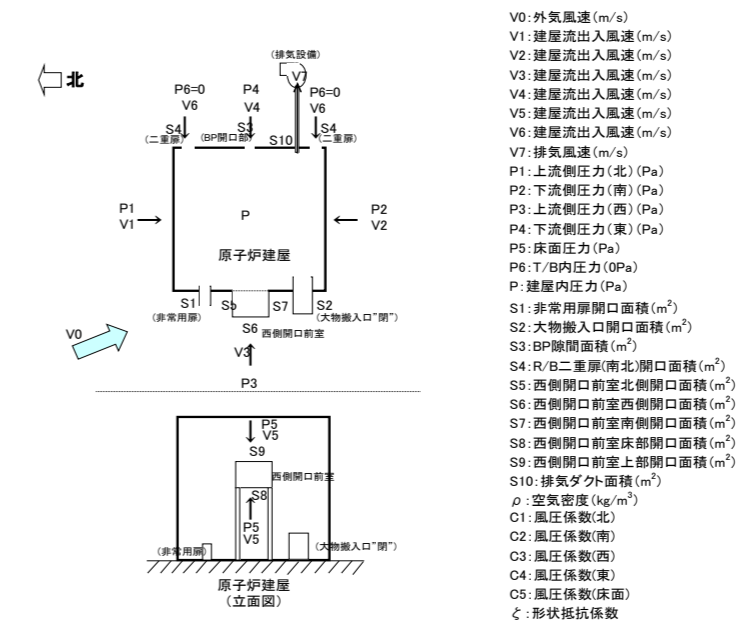 北
(排気設備)
V7
P6=0
V6
P4
V4
P6=0
V6
S4
(二重扉)
(BP開口部)
S3
S10
S4
(二重扉)
P1
V1
P
P2
V2
原子炉建屋
S1
(非常用扉)
S5
S7
S2
(大物搬入口"閉")
S6
西側開口前室
V0
V3
P3
P5
V5
S9
西側開口前室
S8
P5
V5
(非常用扉)
(大物搬入口"閉")
原子炉建屋
(立面図)
V0:外気風速(m/s)
V1:建屋流出入風速(m/s)
V2:建屋流出入風速(m/s)
V3:建屋流出入風速(m/s)
V4:建屋流出入風速(m/s)
V5:建屋流出入風速(m/s)
V6:建屋流出入風速(m/s)
V7:排気風速(m/s)
P1:上流側圧力(北)(Pa)
P2:下流側圧力(南)(Pa)
P3:上流側圧力(西)(Pa)
P4:下流側圧力(東)(Pa)
P5:床面圧力(Pa)
P6:T/B内圧力(0Pa)
P:建屋内圧力(Pa)
S1:非常用扉開口面積(m²)
S2:大物搬入口開口面積(m²)
S3:BP隙間面積(m²)
S4:R/B二重扉(南北)開口面積(m²)
S5:西側開口前室北側開口面積(m²)
S6:西側開口前室西側開口面積(m²)
S7:西側開口前室南側開口面積(m²)
S8:西側開口前室床部開口面積(m²)
S9:西側開口前室上部開口面積(m²)
S10:排気ダクト面積(m²)
ρ:空気密度(kg/m³)
C1:風圧係数(北)
C2:風圧係数(南)
C3:風圧係数(西)
C4:風圧係数(東)
C5:風圧係数(床面)
ζ:形状抵抗係数